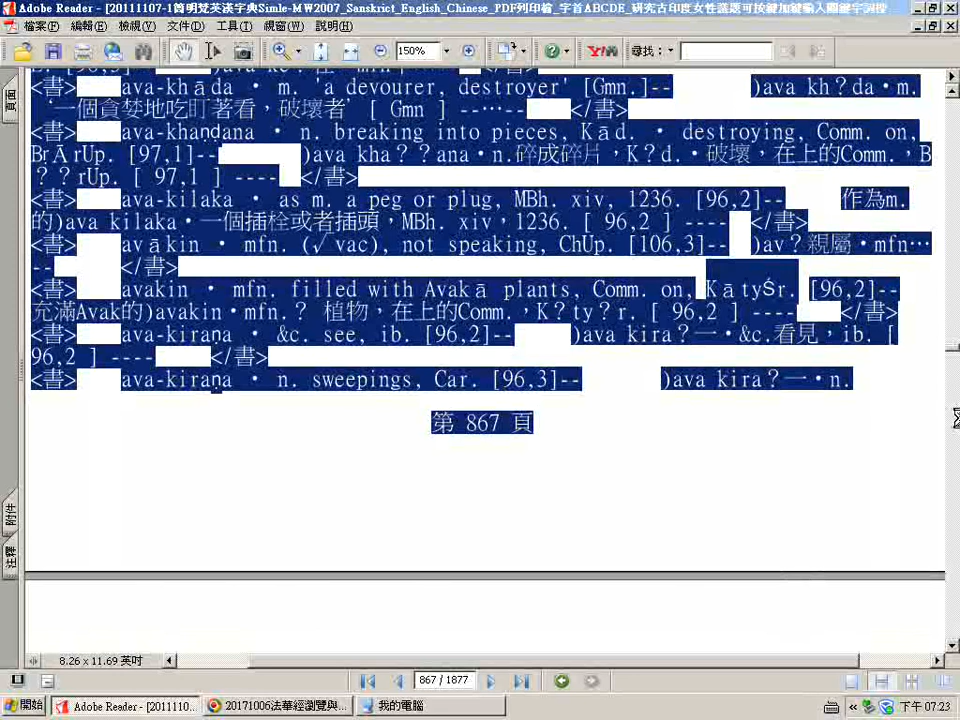 Adobe Reader - [20111107-1簡明梵英漢字典Simle-MW2007_Sanskrict_English_Chinese_PDF列印檔_字首ABCDE_研究古印度女性議題可按鍵加鍵輸入關鍵字詞搜
檔案(F) 編輯(E) 檢視(V) 文件(D) 工具(T) 視窗(W) 說明(H)
150% 尋找：
頁面
<書> ava-khāda · m. 'a devourer, destroyer' [Gmn.]-- )ava kh？da·m.
‘一個貪婪地吃盯著看，破壞者’[ Gmn ] --…-- </書>
<書> ava-khaṇḍana · n. breaking into pieces, Kād. · destroying, Comm. on,
BrĀrUp. [97,1]-- )ava kha？？ana·n.碎成碎片，K？d.·破壞，在上的Comm.，B
？？rUp. [ 97,1 ] ---- </書>
<書> ava-kilaka · as m. a peg or plug, MBh. xiv, 1236. [96,2]-- 作為m.
的)ava kilaka·一個插栓或者插頭，MBh. xiv，1236. [ 96,2 ] ---- </書>
<書> avākin · mfn. (√vac), not speaking, ChUp. [106,3]-- )av？親屬·mfn…
-- </書>
<書> avakin · mfn. filled with Avakā plants, Comm. on, KātyŚr. [96,2]--
充滿Avak的)avakin·mfn.？ 植物，在上的Comm.，K？ty？r. [ 96,2 ] ---- </書>
<書> ava-kiraṇa · &c. see, ib. [96,2]-- )ava kira？一·&c.看見，ib. [
96,2 ] ---- </書>
<書> ava-kiraṇa · n. sweepings, Car. [96,3]-- )ava kira？一·n.
第 867 頁
附件
注釋
8.26 x 11.69 英吋
867 / 1877
開始 Adobe Reader - [2011110... 20171006法華經瀏覽與... 我的電腦 下午 07:23